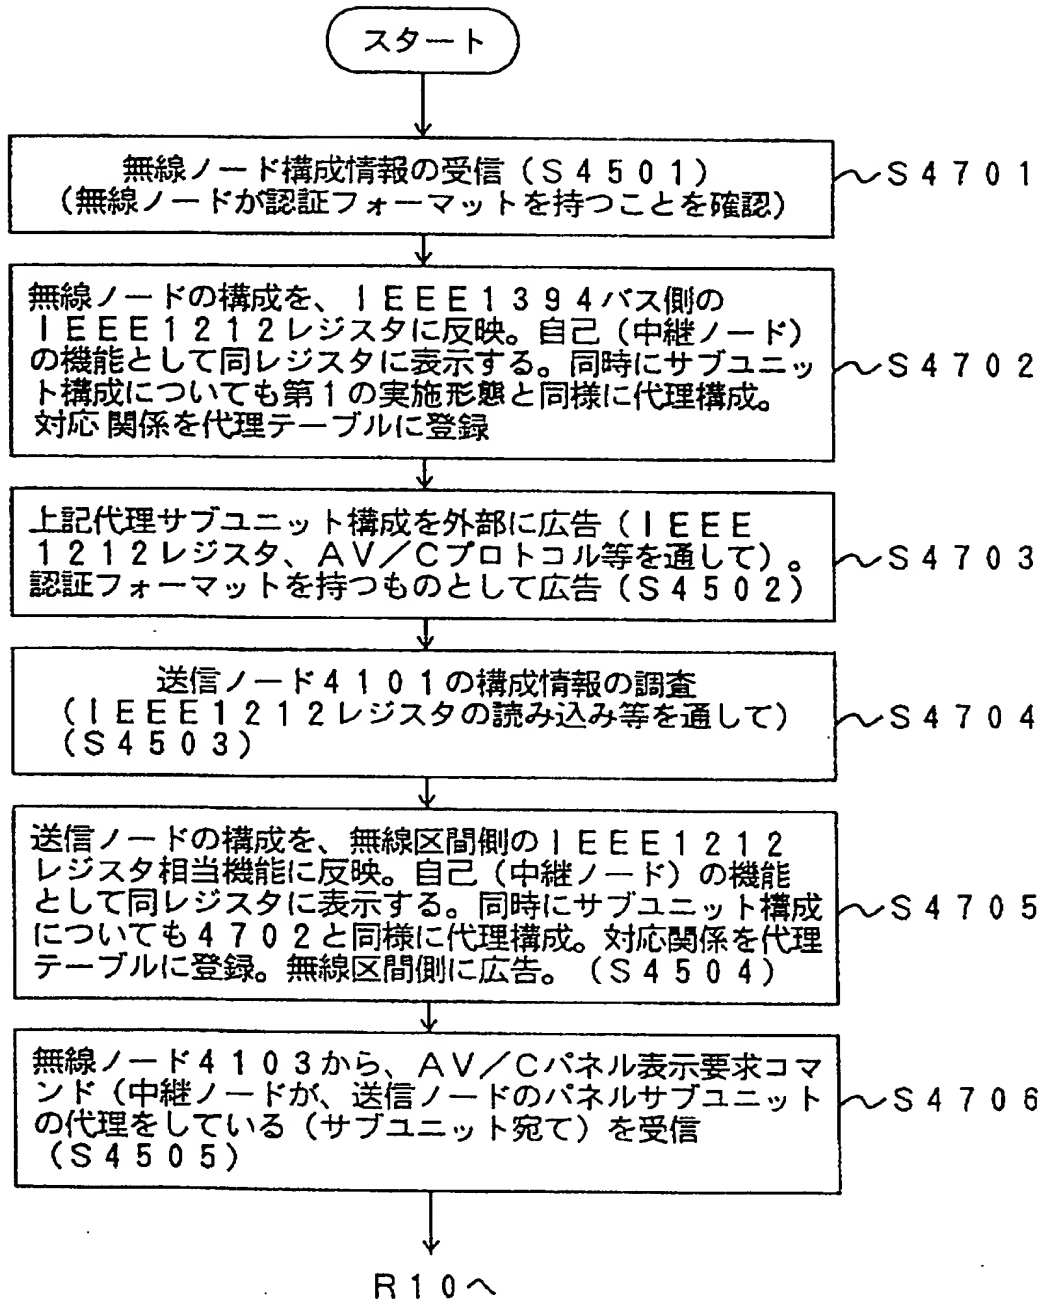 スタート
無線ノード構成情報の受信(S4501)
(無線ノードが認証フォーマットを持つことを確認)
S4701
無線ノードの構成を、IEEE1394バス側の
IEEE1212レジスタに反映。自己(中継ノード)
の機能として同レジスタに表示する。同時にサブユニッ
ト構成についても第1の実施形態と同様に代理構成。
対応関係を代理テーブルに登録
S4702
上記代理サブユニット構成を外部に広告(IEEE
1212レジスタ、AV/Cプロトコル等を通して)。
認証フォーマットを持つものとして広告(S4502)
S4703
送信ノード4101の構成情報の調査
(IEEE1212レジスタの読み込み等を通して)
(S4503)
S4704
送信ノードの構成を、無線区間側のIEEE1212
レジスタ相当機能に反映。自己(中継ノード)の機能
として同レジスタに表示する。同時にサブユニット構成
についても4702と同様に代理構成。対応関係を代理
テーブルに登録。無線区間側に広告。(S4504)
S4705
無線ノード4103から、AV/Cパネル表示要求コマ
ンド(中継ノードが、送信ノードのパネルサブユニット
の代理をしている(サブユニット宛て)を受信
(S4505)
S4706
R10へ